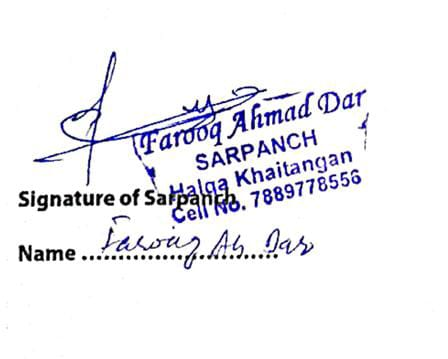 Farooq Ahmad Dar
SARPANCH
Halqa Khaitangan
Cell No. 7889778556
Signature of Sarpanch
Name .............................
Farooq Ah Dar